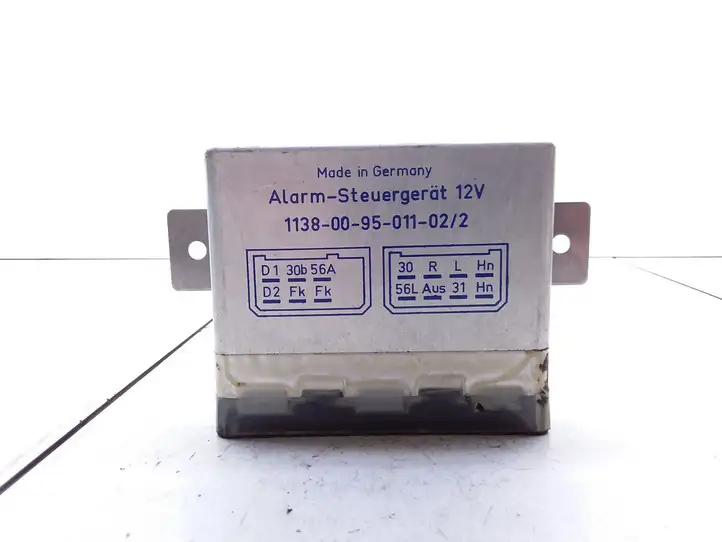 Made in Germany
Alarm-Steuergerät 12V
1138-00-95-011-02/2
D1 30b 56A
D2 Fk Fk
30 R L Hn
56L Aus 31 Hn